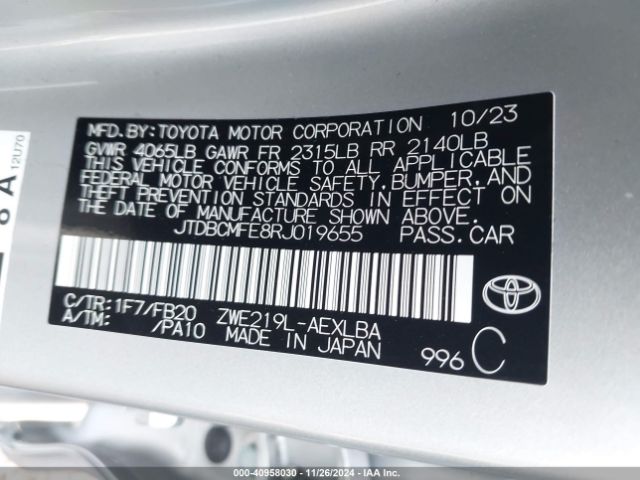 MFD. BY:TOYOTA MOTOR CORPORATION 10/23
GVWR 4065LB GAWR FR 2315LB RR 2140LB
THIS VEHICLE CONFORMS TO ALL APPLICABLE
FEDERAL MOTOR VEHICLE SAFETY,BUMPER,AND
THEFT PREVENTION STANDARDS IN EFFECT ON
THE DATE OF MANUFACTURE SHOWN ABOVE.
JTDBCMFE8RJ019655 PASS.CAR
C/TR:1F7/FB20 ZWE219L-AEXLBA
A/TM: /PA10 MADE IN JAPAN 996 C
A
12U70
000-40958030 - 11/26/2024 - IAA, Inc.